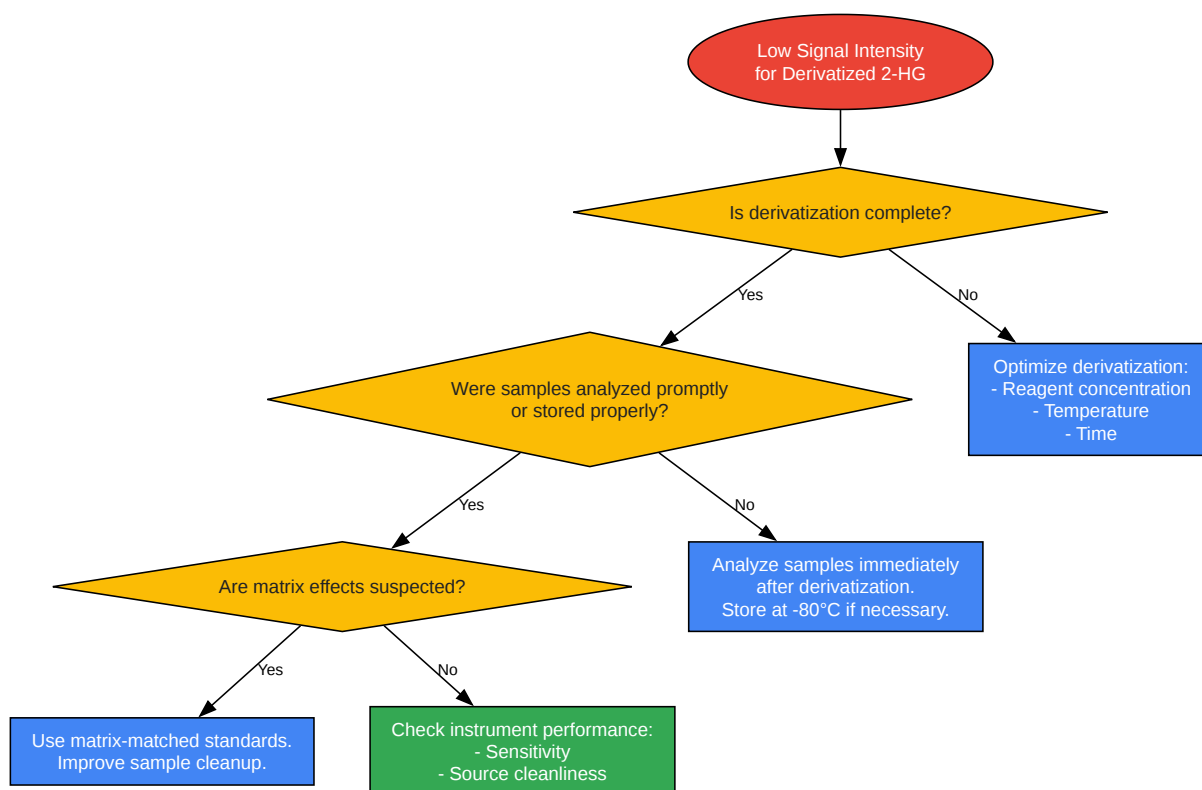 Low Signal Intensity
for Derivatized 2-HG
Is derivatization complete?
Yes
No
Optimize derivatization:
- Reagent concentration
- Temperature
- Time
Were samples analyzed promptly
or stored properly?
Yes
No
Analyze samples immediately
after derivatization.
Store at -80°C if necessary.
Are matrix effects suspected?
Yes
No
Use matrix-matched standards.
Improve sample cleanup.
Check instrument performance:
- Sensitivity
- Source cleanliness